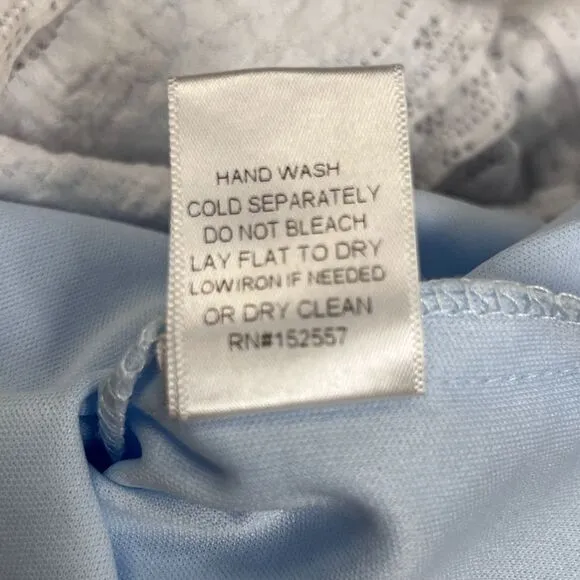 HAND WASH
COLD SEPARATELY
DO NOT BLEACH
LAY FLAT TO DRY
LOW IRON IF NEEDED
OR DRY CLEAN
RN#152557